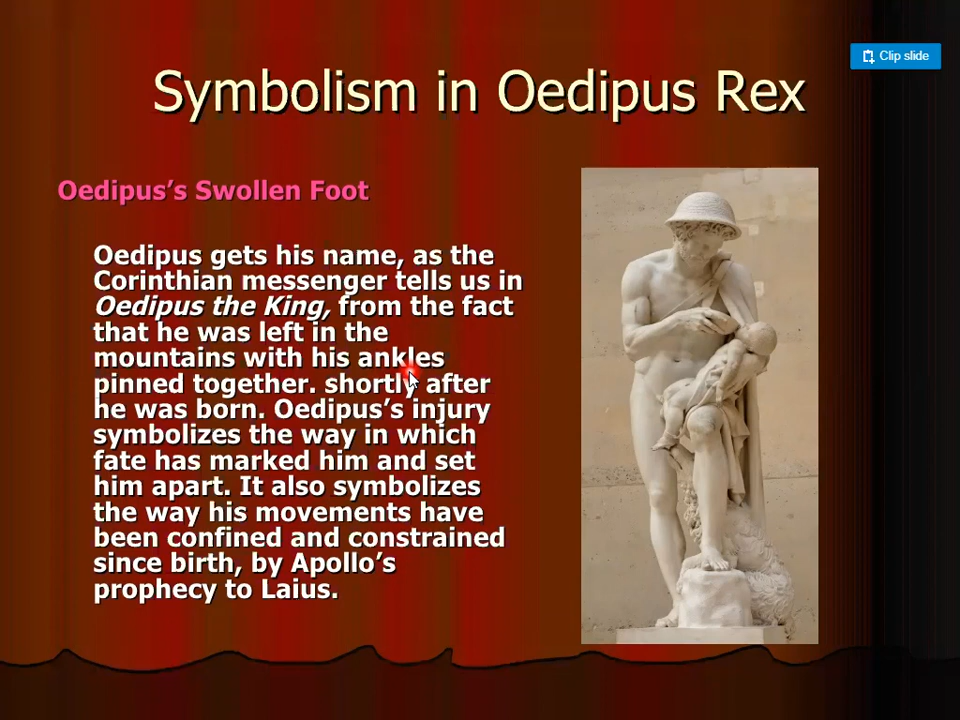 Clip slide
Symbolism in Oedipus Rex
Oedipus's Swollen Foot
Oedipus gets his name, as the
Corinthian messenger tells us in
Oedipus the King, from the fact
that he was left in the
mountains with his ankles
pinned together. shortly after
he was born. Oedipus's injury
symbolizes the way in which
fate has marked him and set
him apart. It also symbolizes
the way his movements have
been confined and constrained
since birth, by Apollo's
prophecy to Laius.